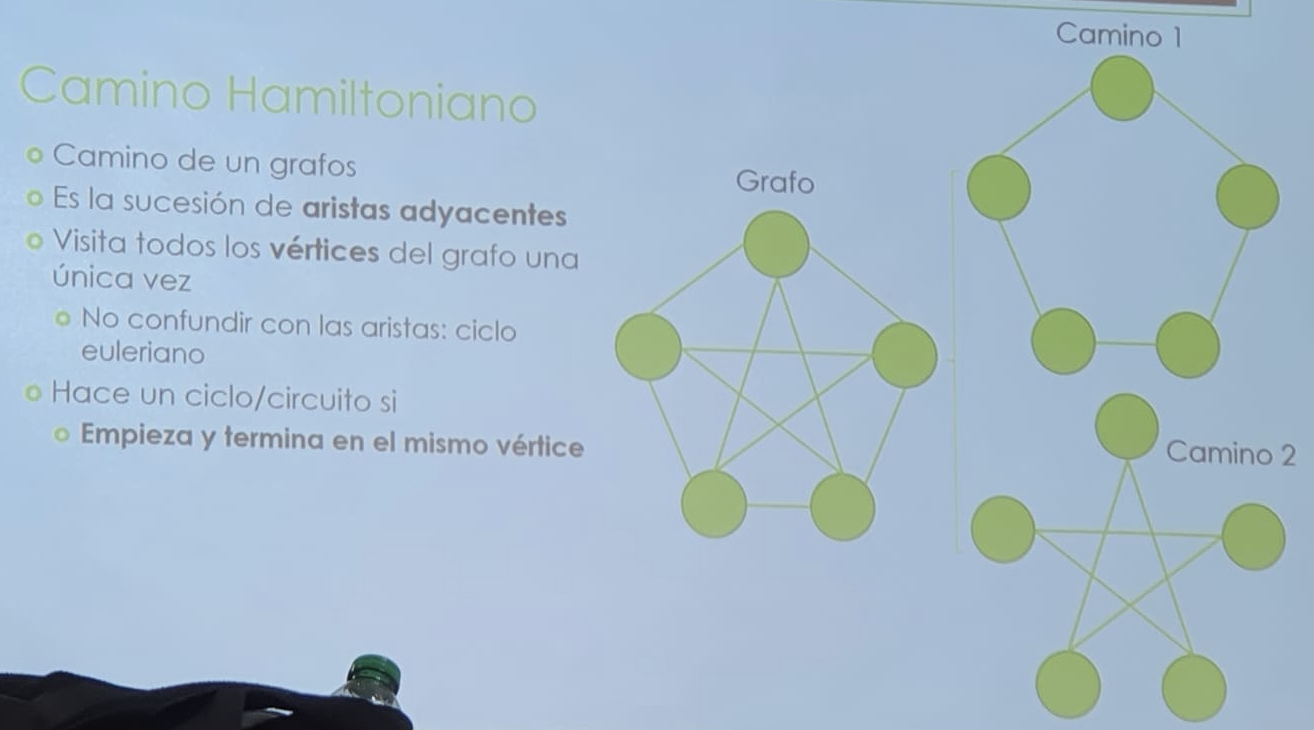 Camino Hamiltoniano
Camino de un grafos
Es la sucesión de aristas adyacentes
Visita todos los vértices del grafo una
única vez
No confundir con las aristas: ciclo
euleriano
Hace un ciclo/circuito si
Empieza y termina en el mismo vértice
Grafo
Camino 1
Camino 2